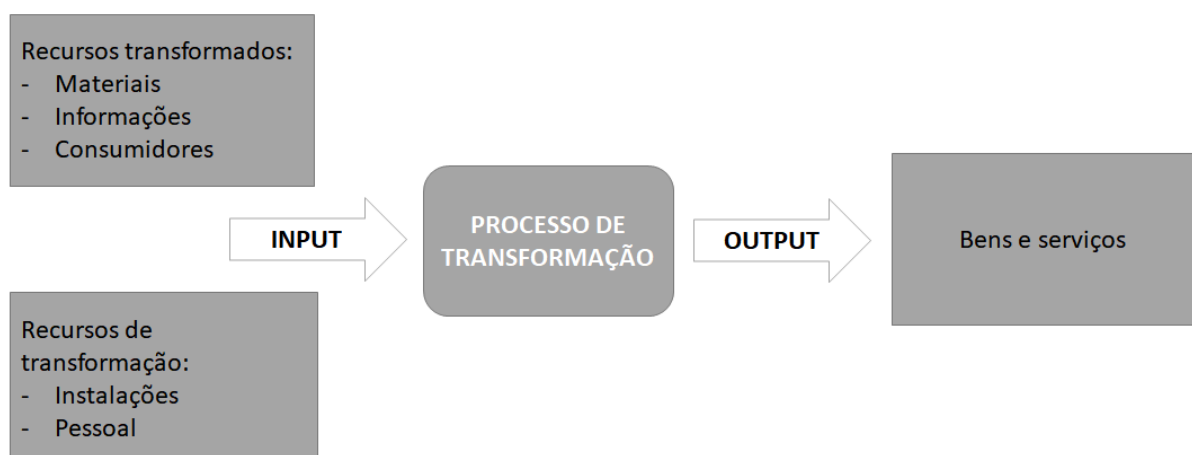 Recursos transformados:
- Materiais
- Informações
- Consumidores
INPUT
Recursos de
transformação:
- Instalações
- Pessoal
PROCESSO DE
TRANSFORMAÇÃO
OUTPUT
Bens e serviços